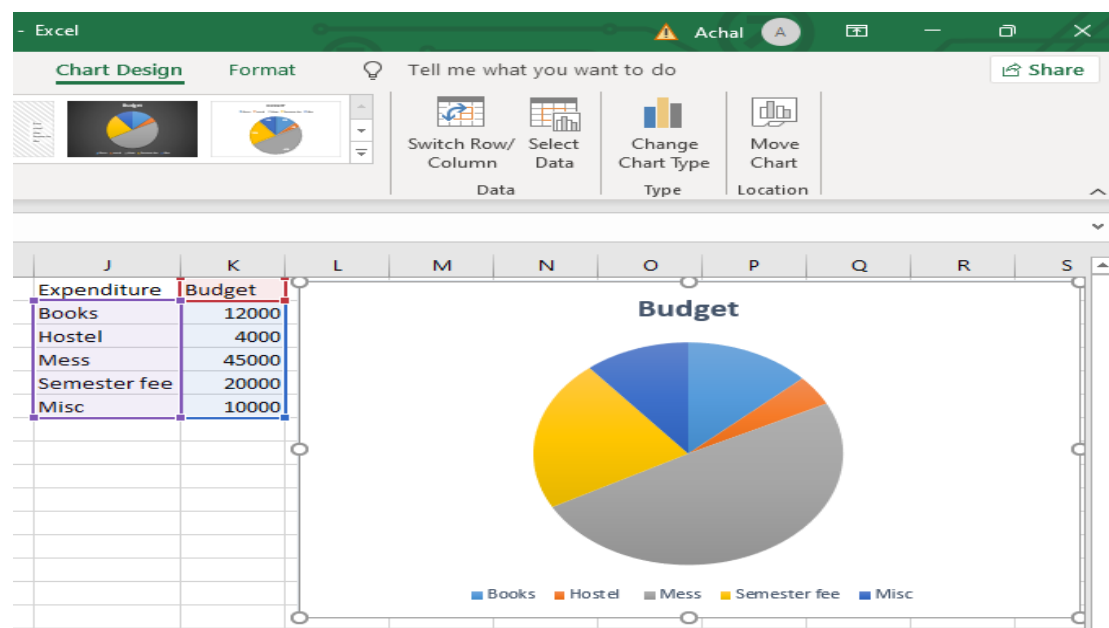 - Excel
Achal
A
Chart Design Format Tell me what you want to do Share
Switch Row/ Column
Select Data
Change Chart Type
Move Chart
Data Type Location
J K L M N O P Q R S
Expenditure Budget
Books 12000
Hostel 4000
Mess 45000
Semester fee 20000
Misc 10000
Budget
Books Hostel Mess Semester fee Misc